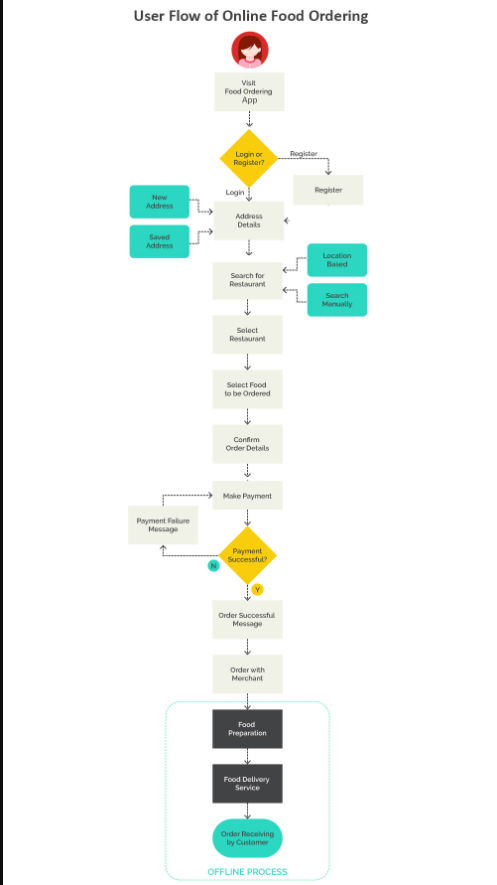 User Flow of Online Food Ordering
Visit
Food Ordering
App
Login or
Register?
Register
Register
Login
New
Address
Address
Details
Saved
Address
Location
Based
Search for
Restaurant
Search
Manually
Select
Restaurant
Select Food
to be Ordered
Confirm
Order Details
Make Payment
Payment Failure
Message
Payment
Successful?
N
Y
Order Successful
Message
Order with
Merchant
Food
Preparation
Food Delivery
Service
Order Receiving
by Customer
OFFLINE PROCESS